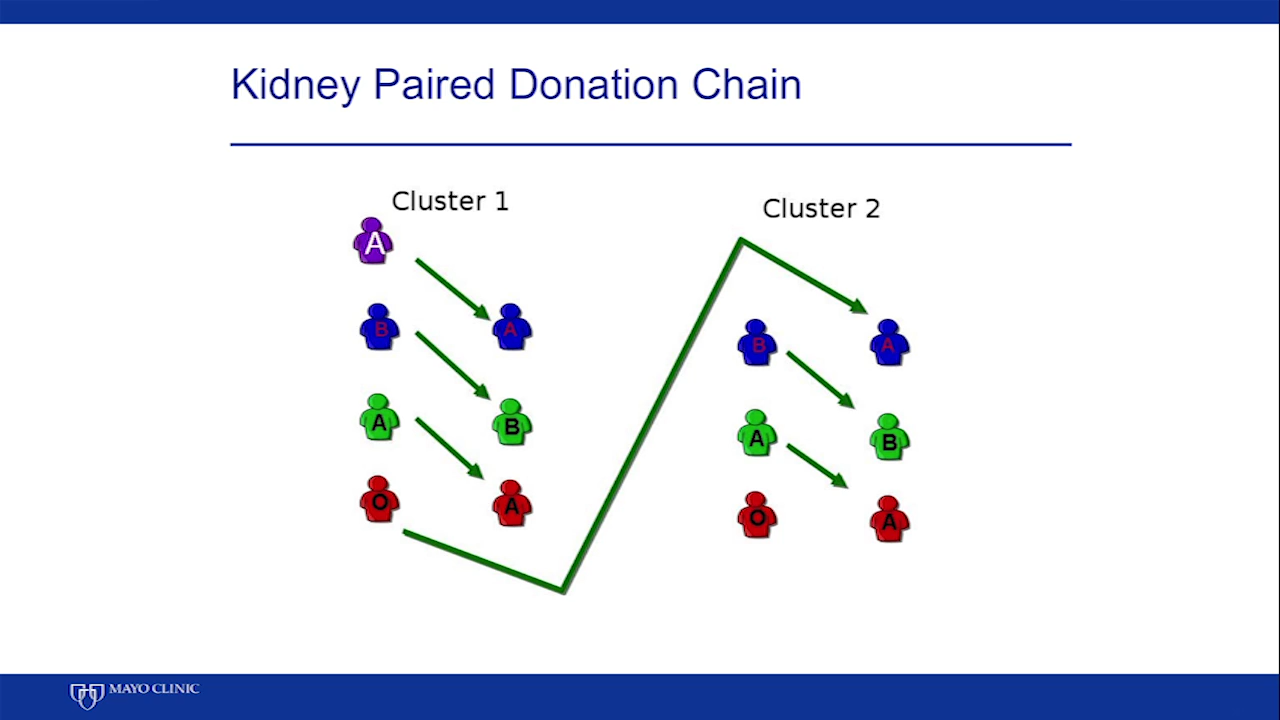 Kidney Paired Donation Chain
Cluster 1
Cluster 2
A
B A
A B
O A
B A
A B
O A
MAYO CLINIC